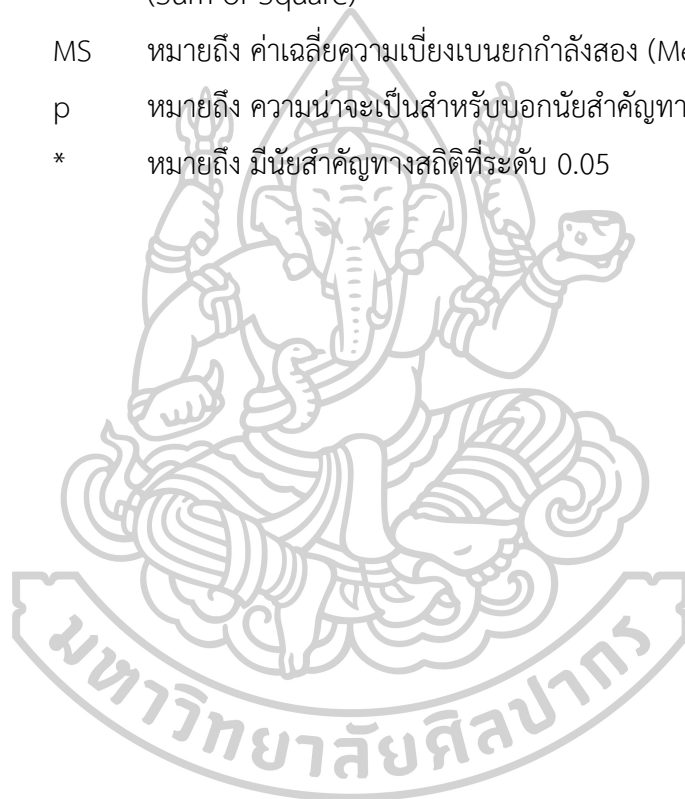 (Sum of Square)
MS หมายถึง ค่าเฉลี่ยความเบี่ยงเบนยกกำลังสอง
p หมายถึง ความน่าจะเป็นสำหรับบอกนัยสำคัญ
* หมายถึง มีนัยสำคัญทางสถิติที่ระดับ 0.05
มหาวิทยาลัยศิลปากร